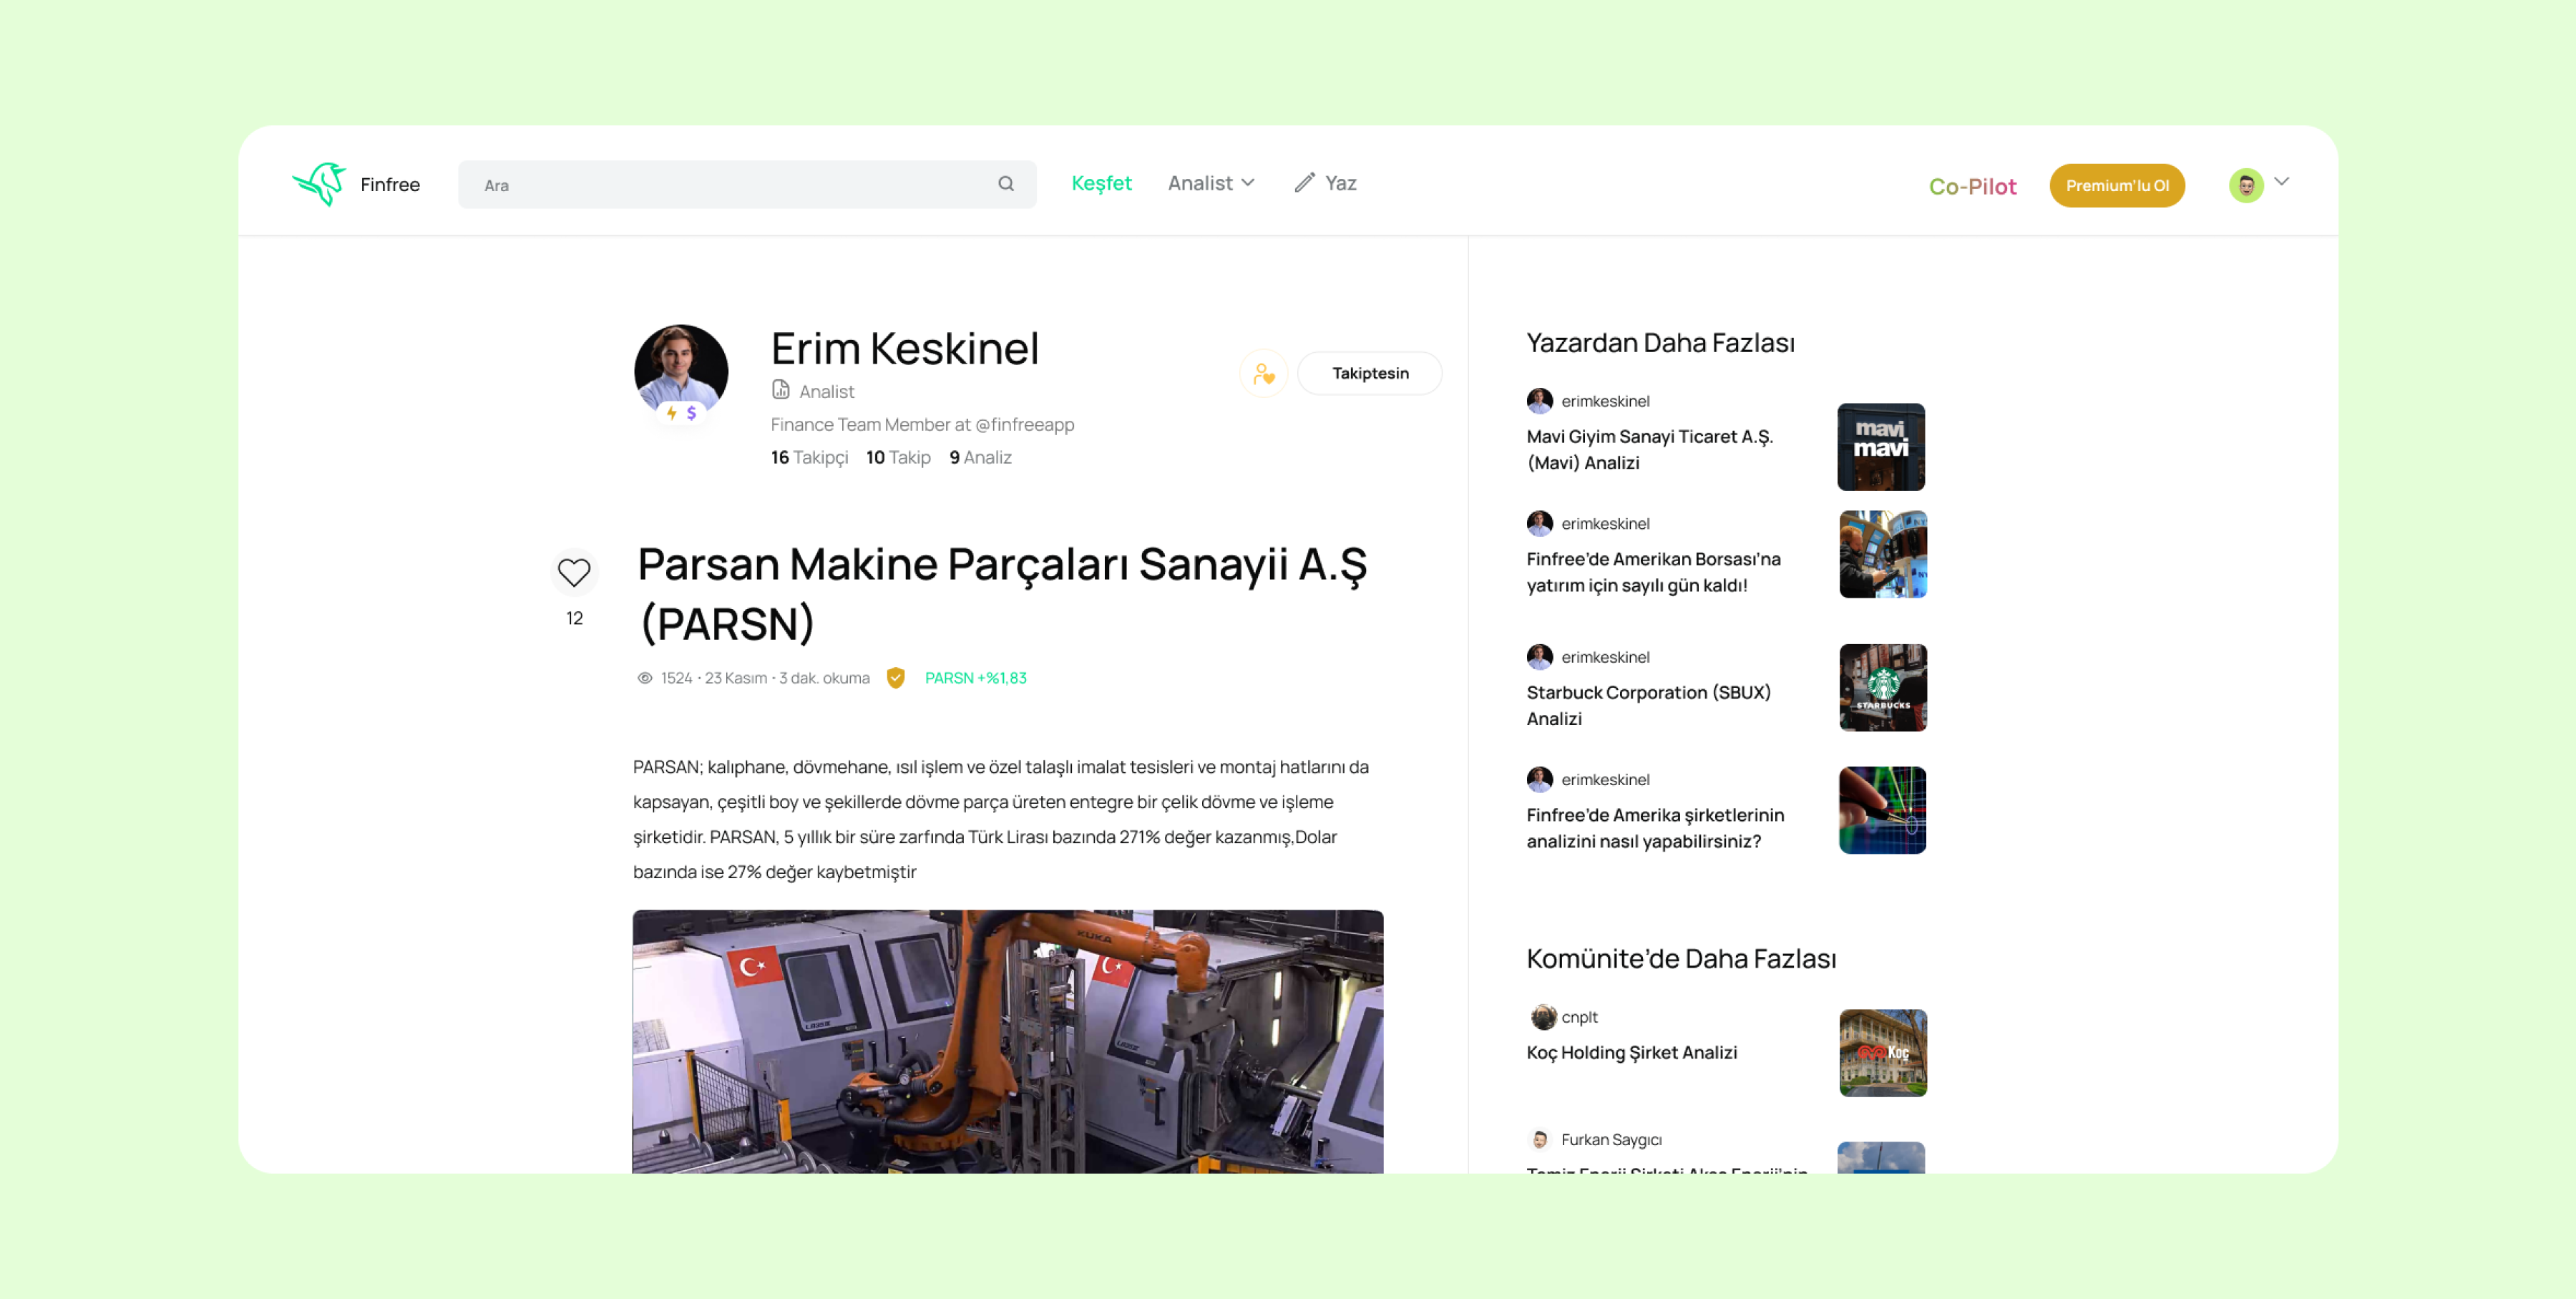 Finfree
Ara
Keşfet
Analist
Yaz
Co-Pilot
Premium'lu Ol
Erim Keskinel
Analist
Finance Team Member at @finfreeapp
16 Takipçi 10 Takip 9 Analiz
Takiptesin
Parsan Makine Parçaları Sanayii A.Ş
(PARSN)
12
1524 · 23 Kasım · 3 dak. okuma
PARSN +%1,83
PARSAN; kalıphane, dövmehane, ısıl işlem ve özel talaşlı imalat tesisleri ve montaj hatlarını da
kapsayan, çeşitli boy ve şekillerde dövme parça üreten entegre bir çelik dövme ve işleme
şirketidir. PARSAN, 5 yıllık bir süre zarfında Türk Lirası bazında 271% değer kazanmış,Dolar
bazında ise 27% değer kaybetmiştir
KUKA
Yazardan Daha Fazlası
erimkeskinel
Mavi Giyim Sanayi Ticaret A.Ş.
(Mavi) Analizi
mavi
mavi
erimkeskinel
Finfree'de Amerikan Borsası'na
yatırım için sayılı gün kaldı!
erimkeskinel
Starbuck Corporation (SBUX)
Analizi
STARBUCKS
erimkeskinel
Finfree'de Amerika şirketlerinin
analizini nasıl yapabilirsiniz?
Komünite'de Daha Fazlası
cnplt
Koç Holding Şirket Analizi
Koç
Furkan Saygıcı